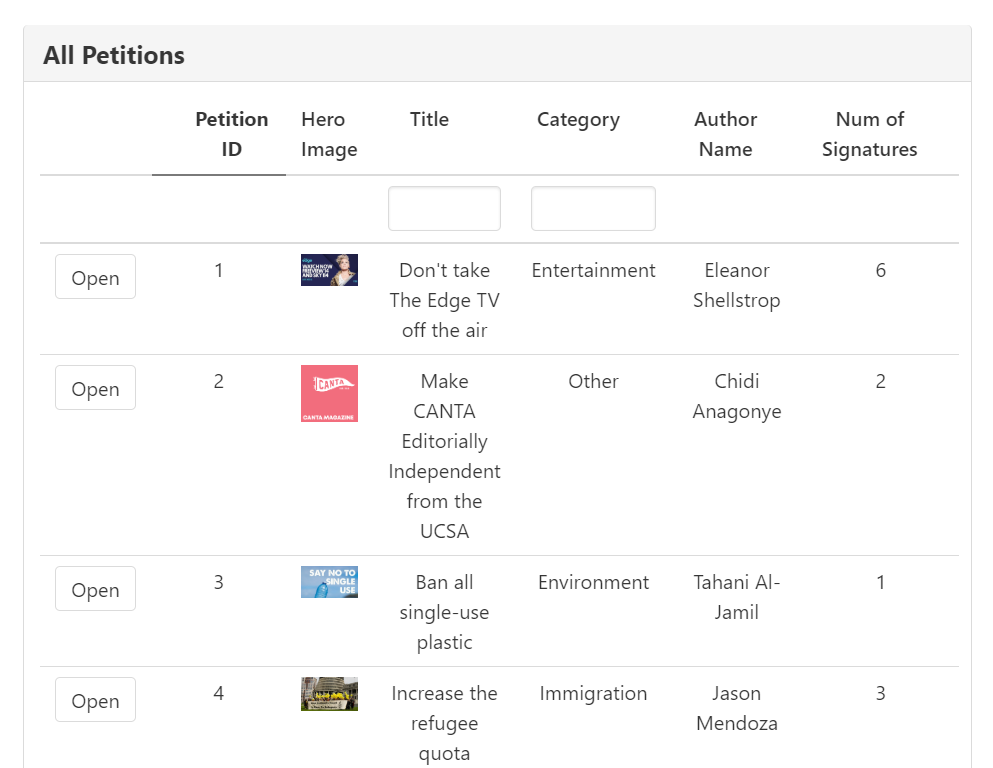 All Petitions
Petition ID Hero Image Title Category Author Name Num of Signatures
Open 1 Don't take The Edge TV off the air Entertainment Eleanor Shellstrop 6
WATCH NOW
FREEVIEW 14
AND SKY 114
Open 2 Make CANTA Editorially Independent from the UCSA Other Chidi Anagonye 2
CANTA
CANTA MAGAZINE
Open 3 Ban all single-use plastic Environment Tahani Al-Jamil 1
SAY NO TO
SINGLE
USE
Open 4 Increase the refugee quota Immigration Jason Mendoza 3